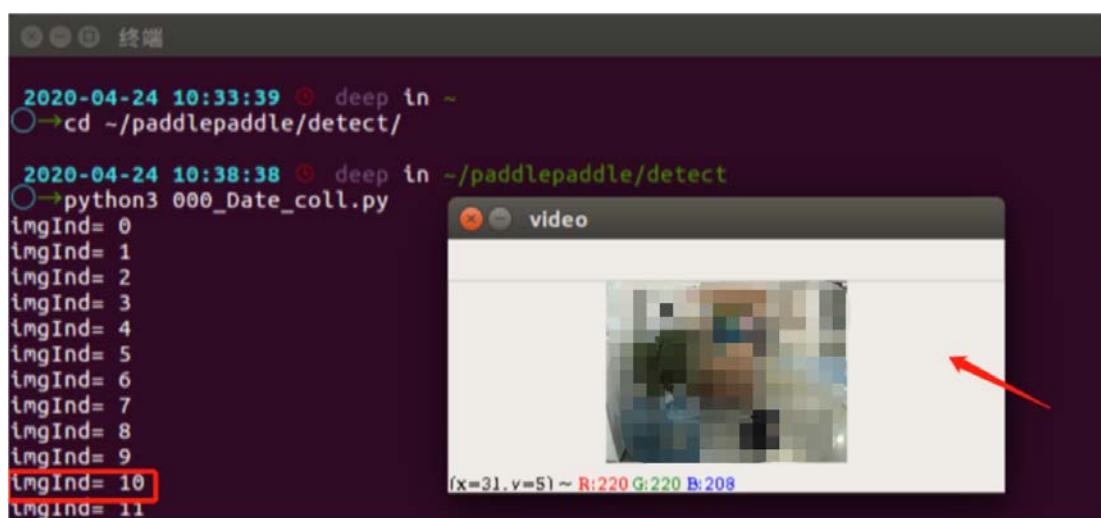 终端
2020-04-24 10:33:39 deep in ~
→cd ~/paddlepaddle/detect/
2020-04-24 10:38:38 deep in ~/paddlepaddle/detect
→python3 000_Date_coll.py
imgInd= 0
imgInd= 1
imgInd= 2
imgInd= 3
imgInd= 4
imgInd= 5
imgInd= 6
imgInd= 7
imgInd= 8
imgInd= 9
imgInd= 10
imgInd= 11
video
(x=31, y=5) ~ R:220 G:220 B:208